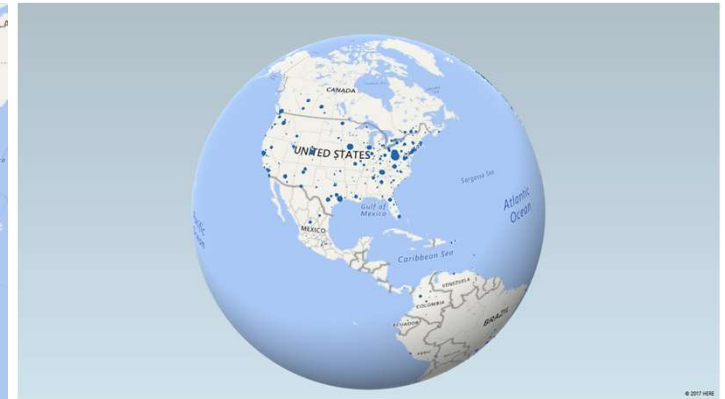 CANADA
UNITED STATES
Sargasso Sea
Gulf of
Mexico
Atlantic
Ocean
MEXICO
Caribbean Sea
VENEZUELA
COLOMBIA
ECUADOR
BRAZIL
PERU
© 2017 HERE